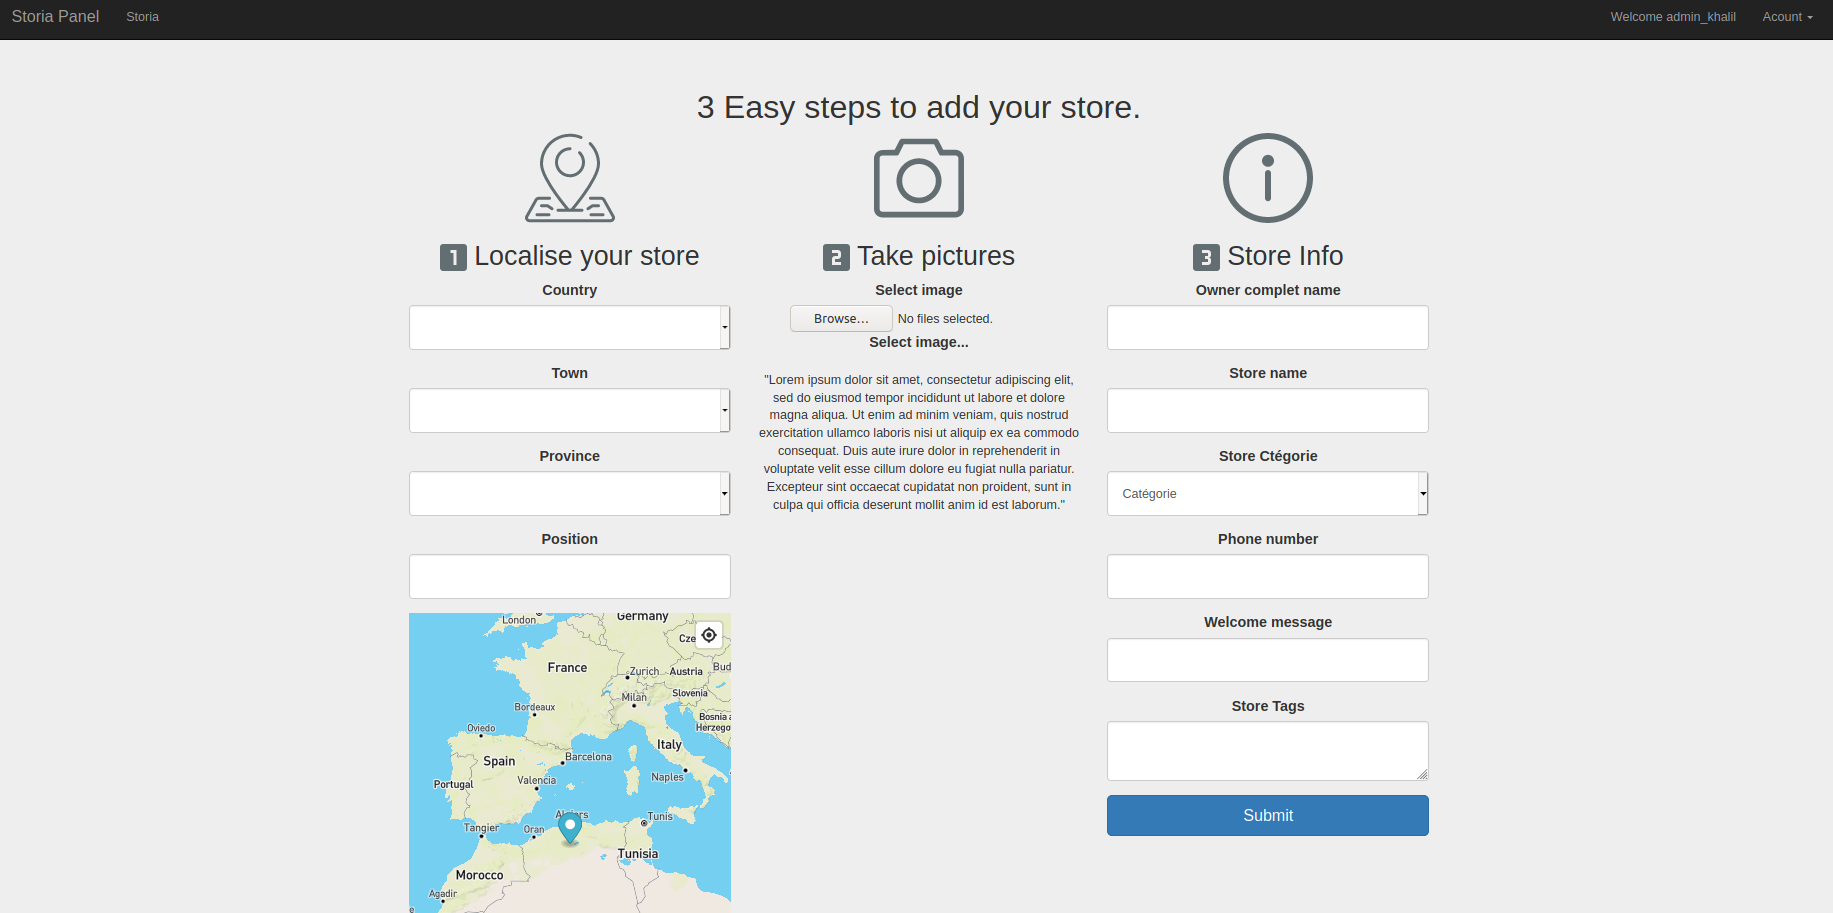 Storia Panel Storia Welcome admin_khalil Acount
3 Easy steps to add your store.
1 Localise your store
Country
Town
Province
Position
London
Germany
Cze
France
Zurich
Austria
Bud
Milan
Slovenia
Bordeaux
Bosnia a
Herzego
Oviedo
Italy
Spain
Barcelona
Portugal
Valencia
Naples
Algiers
Tunis
Tangier
Oran
Tunisia
Morocco
Agadir
2 Take pictures
Select image
Browse... No files selected.
Select image...
"Lorem ipsum dolor sit amet, consectetur adipiscing elit,
sed do eiusmod tempor incididunt ut labore et dolore
magna aliqua. Ut enim ad minim veniam, quis nostrud
exercitation ullamco laboris nisi ut aliquip ex ea commodo
consequat. Duis aute irure dolor in reprehenderit in
voluptate velit esse cillum dolore eu fugiat nulla pariatur.
Excepteur sint occaecat cupidatat non proident, sunt in
culpa qui officia deserunt mollit anim id est laborum."
3 Store Info
Owner complet name
Store name
Store Ctégorie
Catégorie
Phone number
Welcome message
Store Tags
Submit